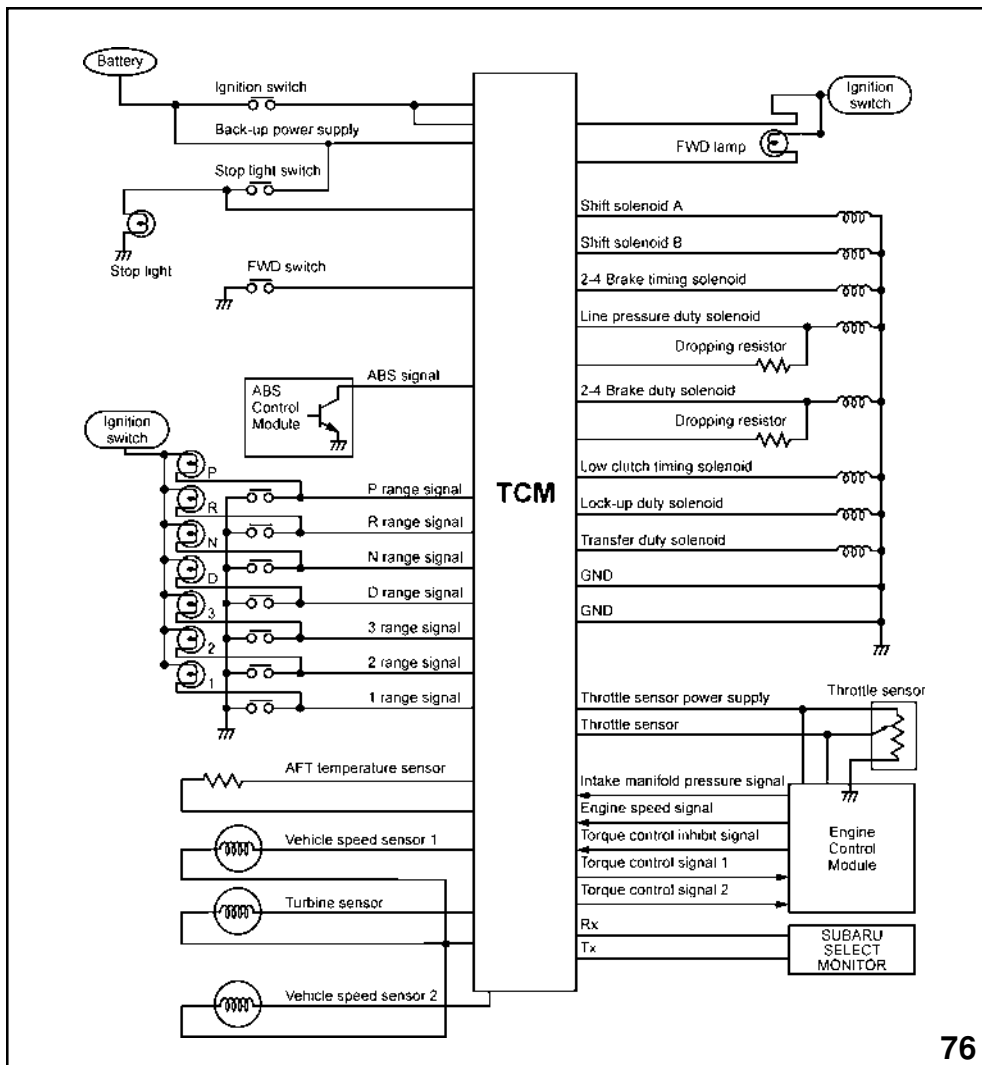 Battery
Ignition switch
Back-up power supply
Stop light switch
Stop light
FWD switch
ABS signal
ABS
Control
Module
Ignition
switch
P
R
N
D
3
2
1
P range signal
R range signal
N range signal
D range signal
3 range signal
2 range signal
1 range signal
AFT temperature sensor
Vehicle speed sensor 1
Turbine sensor
Vehicle speed sensor 2
TCM
Ignition
switch
FWD lamp
Shift solenoid A
Shift solenoid B
2-4 Brake timing solenoid
Line pressure duty solenoid
Dropping resistor
2-4 Brake duty solenoid
Dropping resistor
Low clutch timing solenoid
Lock-up duty solenoid
Transfer duty solenoid
GND
GND
Throttle sensor power supply
Throttle sensor
Throttle sensor
Intake manifold pressure signal
Engine speed signal
Torque control inhibit signal
Torque control signal 1
Torque control signal 2
Engine
Control
Module
Rx
Tx
SUBARU
SELECT
MONITOR
76